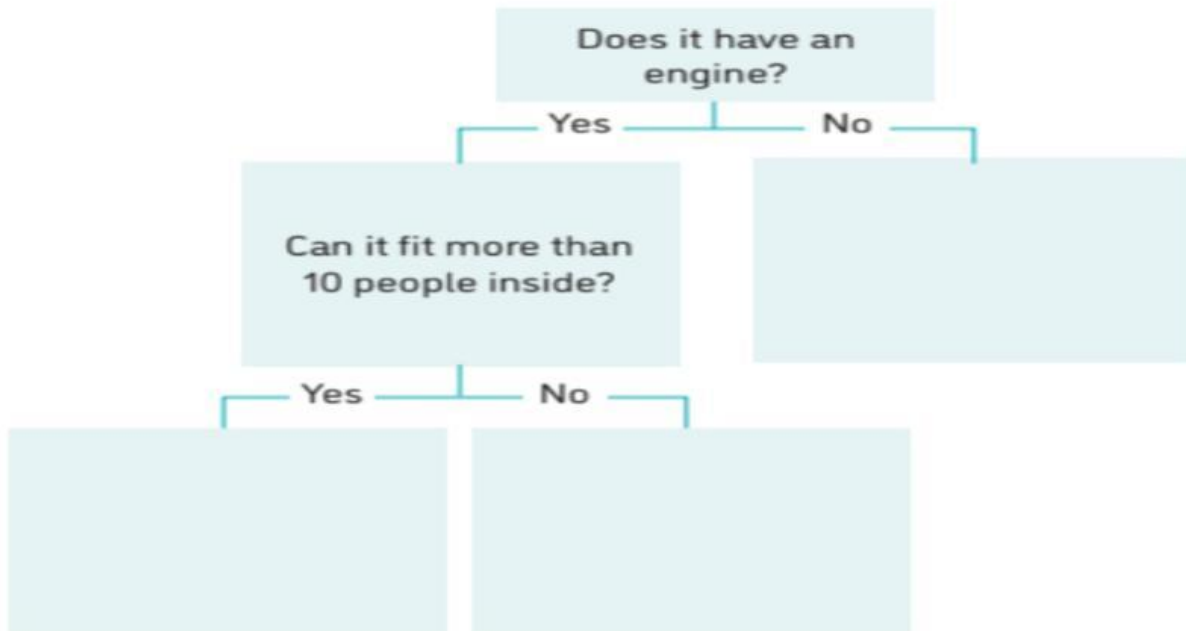 Does it have an
engine?
Yes
No
Can it fit more than
10 people inside?
Yes
No